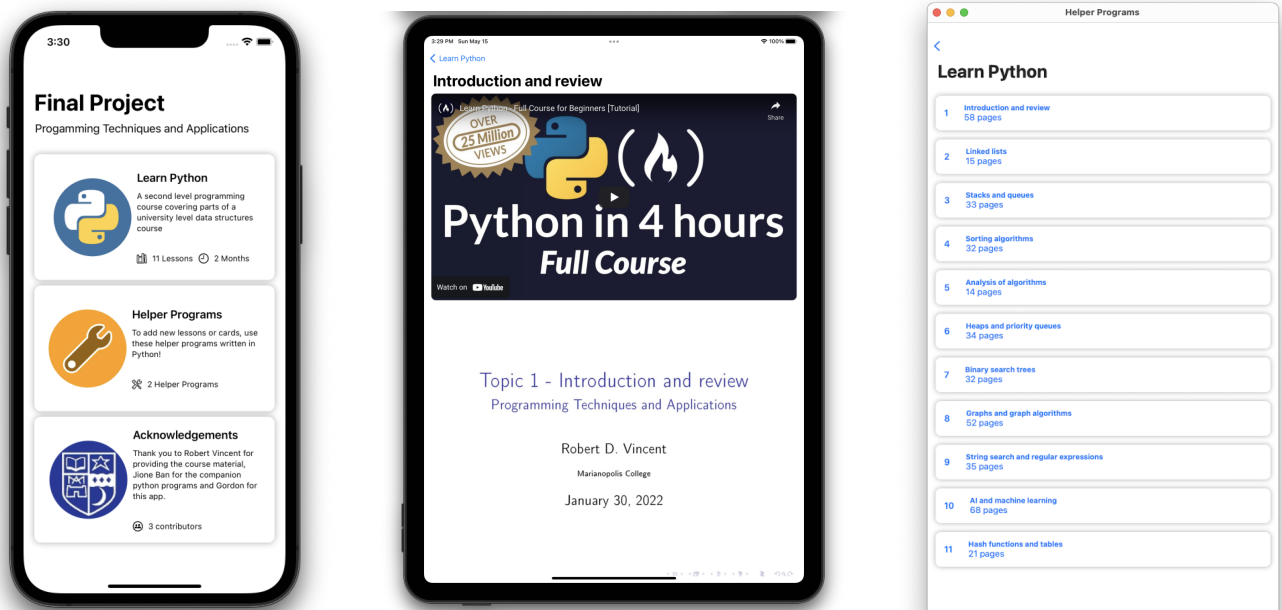 3:30
Final Project
Progamming Techniques and Applications
Learn Python
A second level programming
course covering parts of a
university level data structures
course
11 Lessons 2 Months
Helper Programs
To add new lessons or cards, use
these helper programs written in
Python!
2 Helper Programs
Acknowledgements
Thank you to Robert Vincent for
providing the course material,
Jione Ban for the companion
python programs and Gordon for
this app.
3 contributors
3:29 PM Sun May 15
100%
Learn Python
Introduction and review
Learn Python - Full Course for Beginners [Tutorial]
Share
OVER
25 Million
VIEWS
Python in 4 hours
Full Course
Watch on YouTube
Topic 1 - Introduction and review
Programming Techniques and Applications
Robert D. Vincent
Marianopolis College
January 30, 2022
Helper Programs
Learn Python
1 Introduction and review
58 pages
2 Linked lists
15 pages
3 Stacks and queues
33 pages
4 Sorting algorithms
32 pages
5 Analysis of algorithms
14 pages
6 Heaps and priority queues
34 pages
7 Binary search trees
32 pages
8 Graphs and graph algorithms
52 pages
9 String search and regular expressions
35 pages
10 AI and machine learning
68 pages
11 Hash functions and tables
21 pages